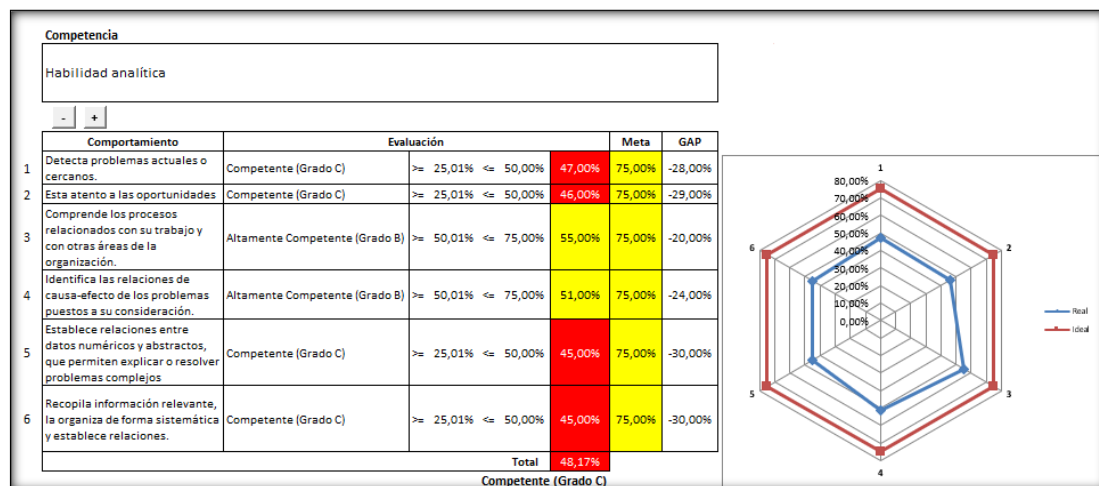 Competencia
Habilidad analítica
- +
Comportamiento Evaluación Meta GAP
1 Detecta problemas actuales o
cercanos. Competente (Grado C) >= 25,01% <= 50,00% 47,00% 75,00% -28,00%
2 Esta atento a las oportunidades Competente (Grado C) >= 25,01% <= 50,00% 46,00% 75,00% -29,00%
3 Comprende los procesos
relacionados con su trabajo y
con otras áreas de la
organización. Altamente Competente (Grado B) >= 50,01% <= 75,00% 55,00% 75,00% -20,00%
4 Identifica las relaciones de
causa-efecto de los problemas
puestos a su consideración. Altamente Competente (Grado B) >= 50,01% <= 75,00% 51,00% 75,00% -24,00%
5 Establece relaciones entre
datos numéricos y abstractos,
que permiten explicar o resolver
problemas complejos Competente (Grado C) >= 25,01% <= 50,00% 45,00% 75,00% -30,00%
6 Recopila información relevante,
la organiza de forma sistemática
y establece relaciones. Competente (Grado C) >= 25,01% <= 50,00% 45,00% 75,00% -30,00%
Total 48,17%
Competente (Grado C)
1
80,00%
70,00%
60,00%
50,00%
40,00%
30,00%
20,00%
10,00%
0,00%
2
3
4
5
6
Real
Ideal